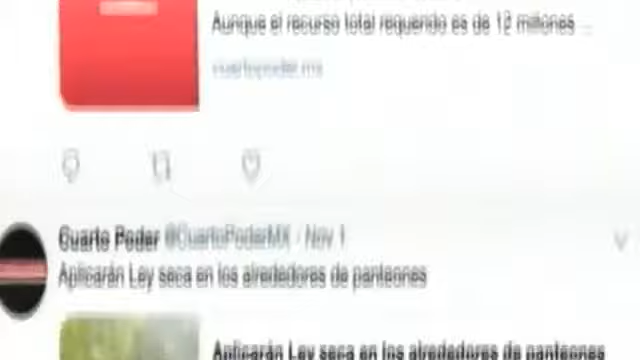 Aunque el recurso total requerido es de 12 millones ...
cuartopoder.mx
Cuarto Poder @CuartoPoderMX · Nov 1
Aplicarán Ley seca en los alrededores de panteones
Aplicarán Ley seca en los alrededores de panteones